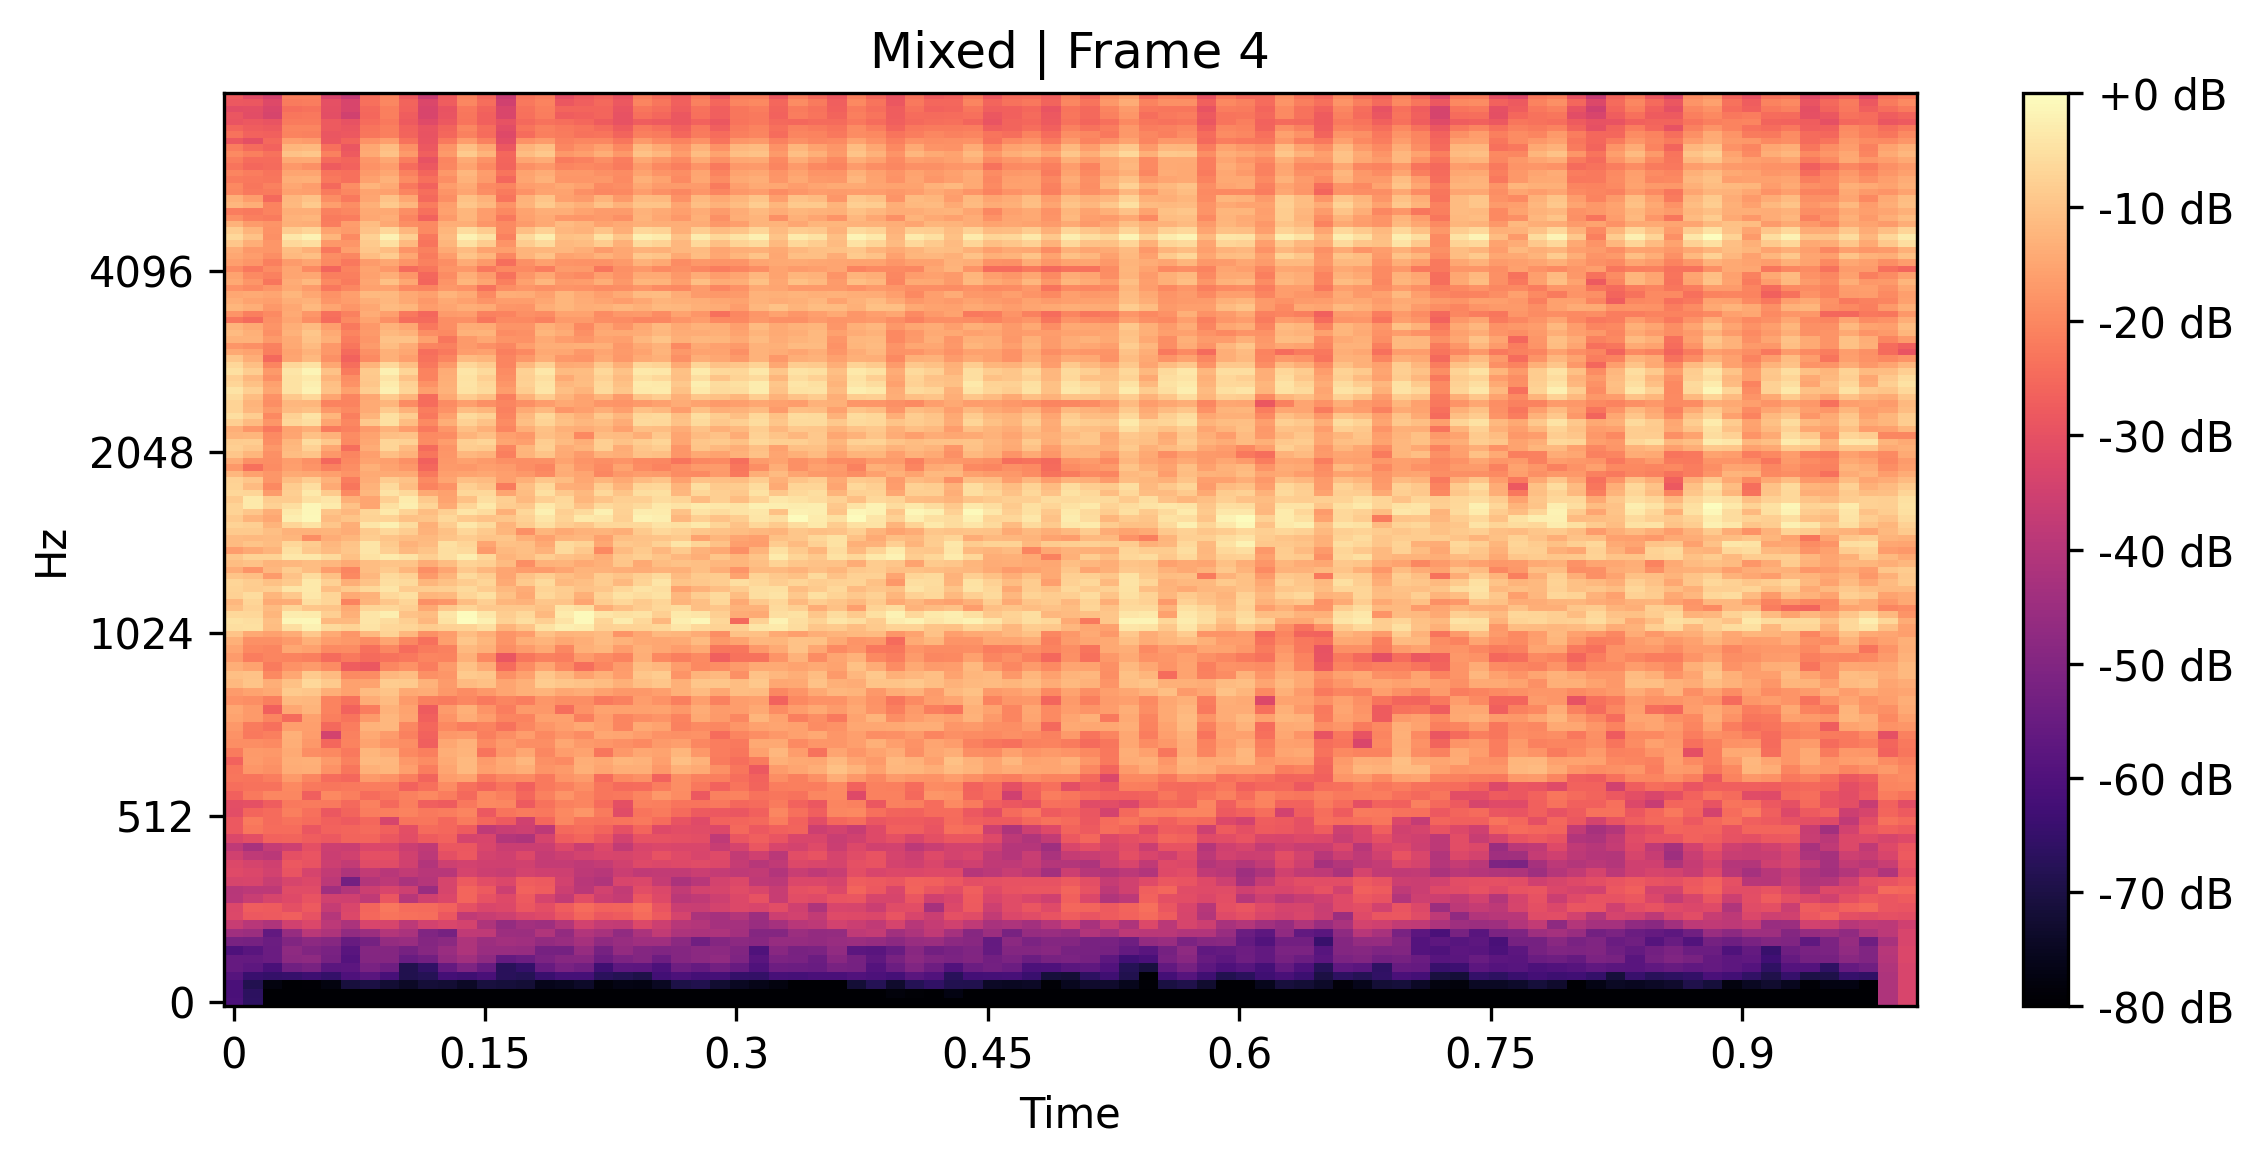 Mixed | Frame 4
+0 dB
-10 dB
-20 dB
-30 dB
-40 dB
-50 dB
-60 dB
-70 dB
-80 dB
4096
2048
1024
512
0
Hz
0 0.15 0.3 0.45 0.6 0.75 0.9
Time